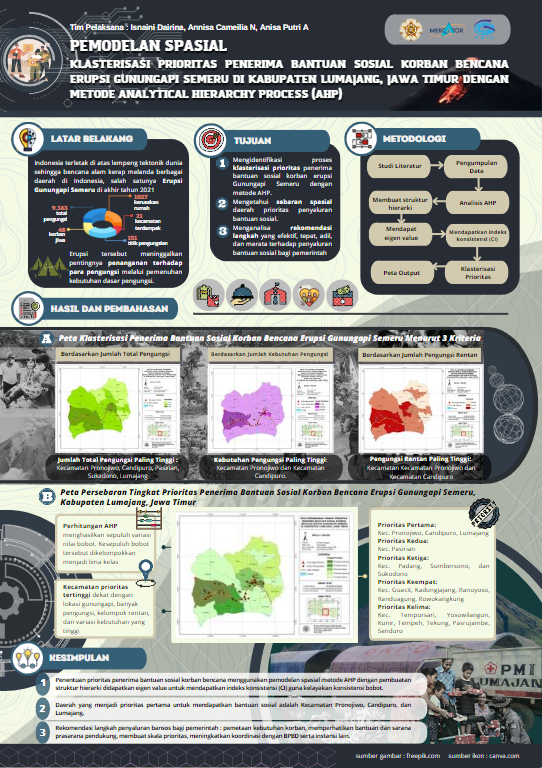 Tim Pelaksana : Isnaini Dairina, Annisa Cameilia N, Anisa Putri A
PEMODELAN SPASIAL
KLASTERISASI PRIORITAS PENERIMA BANTUAN SOSIAL KORBAN BENCANA
ERUPSI GUNUNGAPI SEMERU DI KABUPATEN LUMAJANG, JAWA TIMUR DENGAN
METODE ANALYTICAL HIERARCHY PROCESS (AHP)
LATAR BELAKANG
Indonesia terletak di atas lempeng tektonik dunia
sehingga bencana alam kerap melanda berbagai
daerah di Indonesia, salah satunya Erupsi
Gunungapi Semeru di akhir tahun 2021
1027
kerusakan
rumah
9.363
total
pengungsi
21
kecamatan
terdampak
48
korban
jiwa
151
titik pengungsian
Erupsi tersebut meninggalkan
pentingnya penanganan terhadap
para pengungsi melalui pemenuhan
kebutuhan dasar pengungsi.
TUJUAN
1 Mengidentifikasi proses
klasterisasi prioritas penerima
bantuan sosial korban erupsi
Gunungapi Semeru dengan
metode AHP.
2 Mengetahui sebaran spasial
daerah prioritas penyaluran
bantuan sosial.
3 Menganalisa rekomendasi
langkah yang efektif, tepat, adil,
dan merata terhadap penyaluran
bantuan sosial bagi pemerintah
METODOLOGI
Studi Literatur
Pengumpulan
Data
Membuat struktur
hierarki
Analisis AHP
Mendapat
eigen value
Mendapatkan indeks
konsistensi (CI)
Peta Output
Klasterisasi
Prioritas
HASIL DAN PEMBAHASAN
A Peta Klasterisasi Penerima Bantuan Sosial Korban Bencana Erupsi Gunungapi Semeru Menurut 3 Kriteria
Berdasarkan Jumlah Total Pengungsi
Berdasarkan Jumlah Kebutuhan Pengungsi
Berdasarkan Jumlah Pengungsi Rentan
Jumlah Total Pengungsi Paling Tinggi :
Kecamatan Pronojiwo, Candipuro, Pasirian,
Sukodono, Lumajang
Kebutuhan Pengungsi Paling Tinggi:
Kecamatan Pronojiwo dan Kecamatan
Candipuro.
Pengungsi Rentan Paling Tinggi:
Kecamatan Kecamatan Pronojiwo dan
Kecamatan Candipuro
B Peta Persebaran Tingkat Prioritas Penerima Bantuan Sosial Korban Bencana Erupsi Gunungapi Semeru,
Kabupaten Lumajang, Jawa Timur
Perhitungan AHP
menghasilkan sepuluh variasi
nilai bobot. Kesepuluh bobot
tersebut dikelompokkan
menjadi lima kelas
Kecamatan prioritas
tertinggi dekat dengan
lokasi gunungapi, banyak
pengungsi, kelompok rentan,
dan variasi kebutuhan yang
tinggi
Prioritas Pertama:
Kec. Pronojiwo, Candipuro, Lumajang
Prioritas Kedua:
Kec. Pasirian
Prioritas Ketiga:
Kec. Padang, Sumbersono, dan
Sukodono
Prioritas Keempat:
Kec. Gucialit, Kadungjajang, Ranuyoso,
Randuagung, Rowokangkung
Prioritas Kelima:
Kec. Tempursari, Yosowilangun,
Kunir, Tempeh, Tekung, Pasrujambe,
Senduro
KESIMPULAN
1 Penentuan prioritas penerima bantuan sosial korban bencana menggunakan pemodelan spasial metode AHP dengan pembuatan
struktur hierarki didapatkan eigen value untuk mendapatkan indeks konsistensi (CI) guna kelayakan konsistensi bobot.
2 Daerah yang menjadi prioritas pertama untuk mendapatkan bantuan sosial adalah Kecamatan Pronojiwo, Candipuro, dan
Lumajang.
3 Rekomendasi langkah penyaluran bansos bagi pemerintah : pemetaan kebutuhan korban, memperhatikan bantuan dan sarana
prasarana pendukung, membuat skala prioritas, meningkatkan koordinasi dengan BPBD serta instansi lain.
PMI
LUMAJANG
sumber gambar : freepik.com sumber ikon : canva.com